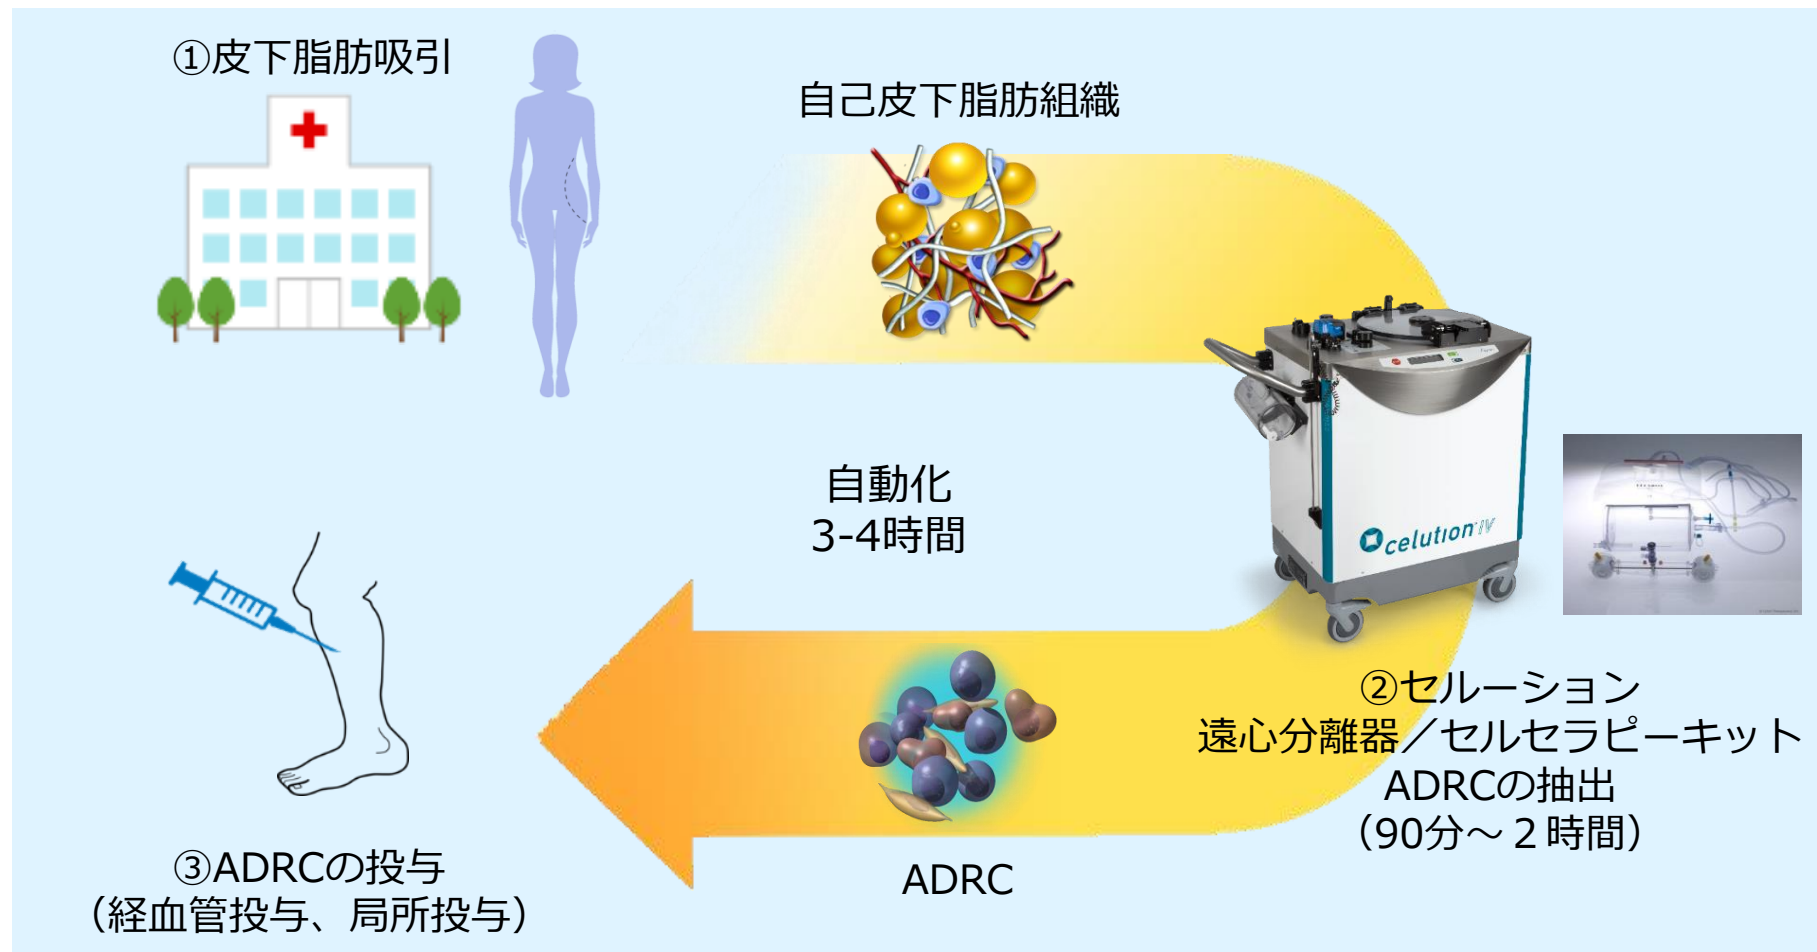 ①皮下脂肪吸引
自己皮下脂肪組織
自動化
3-4時間
celution IV
②セルーション
遠心分離器／セルセラピーキット
ADRCの抽出
（90分～２時間）
ADRC
③ADRCの投与
（経血管投与、局所投与）